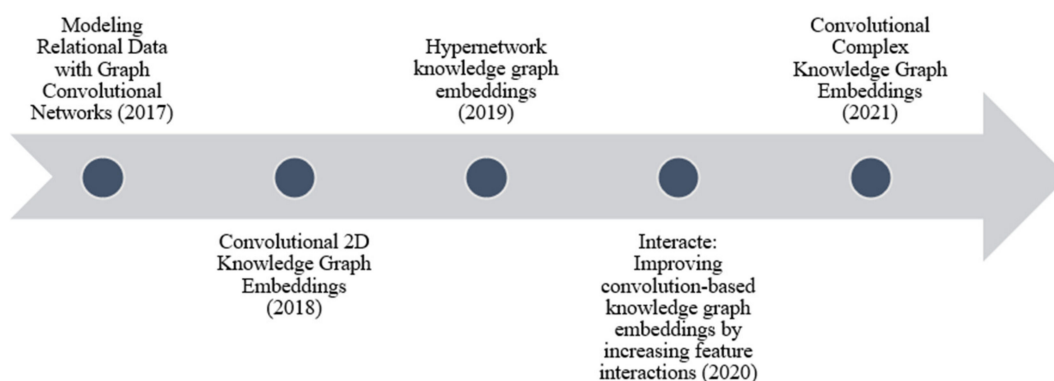 Modeling
Relational Data
with Graph
Convolutional
Networks (2017)
Convolutional 2D
Knowledge Graph
Embeddings
(2018)
Hypernetwork
knowledge graph
embeddings
(2019)
Interacte:
Improving
convolution-based
knowledge graph
embeddings by
increasing feature
interactions (2020)
Convolutional
Complex
Knowledge Graph
Embeddings
(2021)